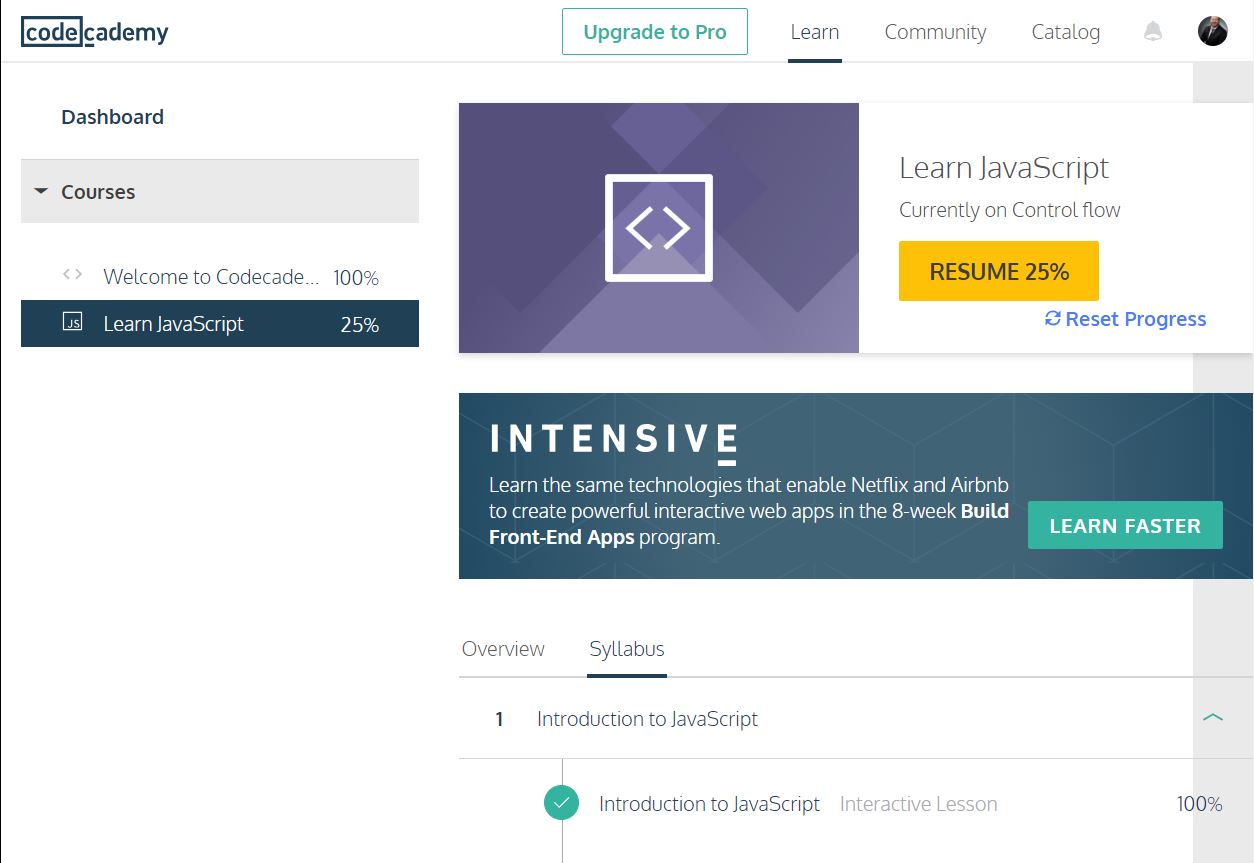 codecademy
Upgrade to Pro
Learn
Community
Catalog
Dashboard
Courses
Welcome to Codecade... 100%
JS Learn JavaScript 25%
<>
Learn JavaScript
Currently on Control flow
RESUME 25%
Reset Progress
INTENSIVE
Learn the same technologies that enable Netflix and Airbnb
to create powerful interactive web apps in the 8-week Build
Front-End Apps program.
LEARN FASTER
Overview
Syllabus
1 Introduction to JavaScript
Introduction to JavaScript Interactive Lesson 100%